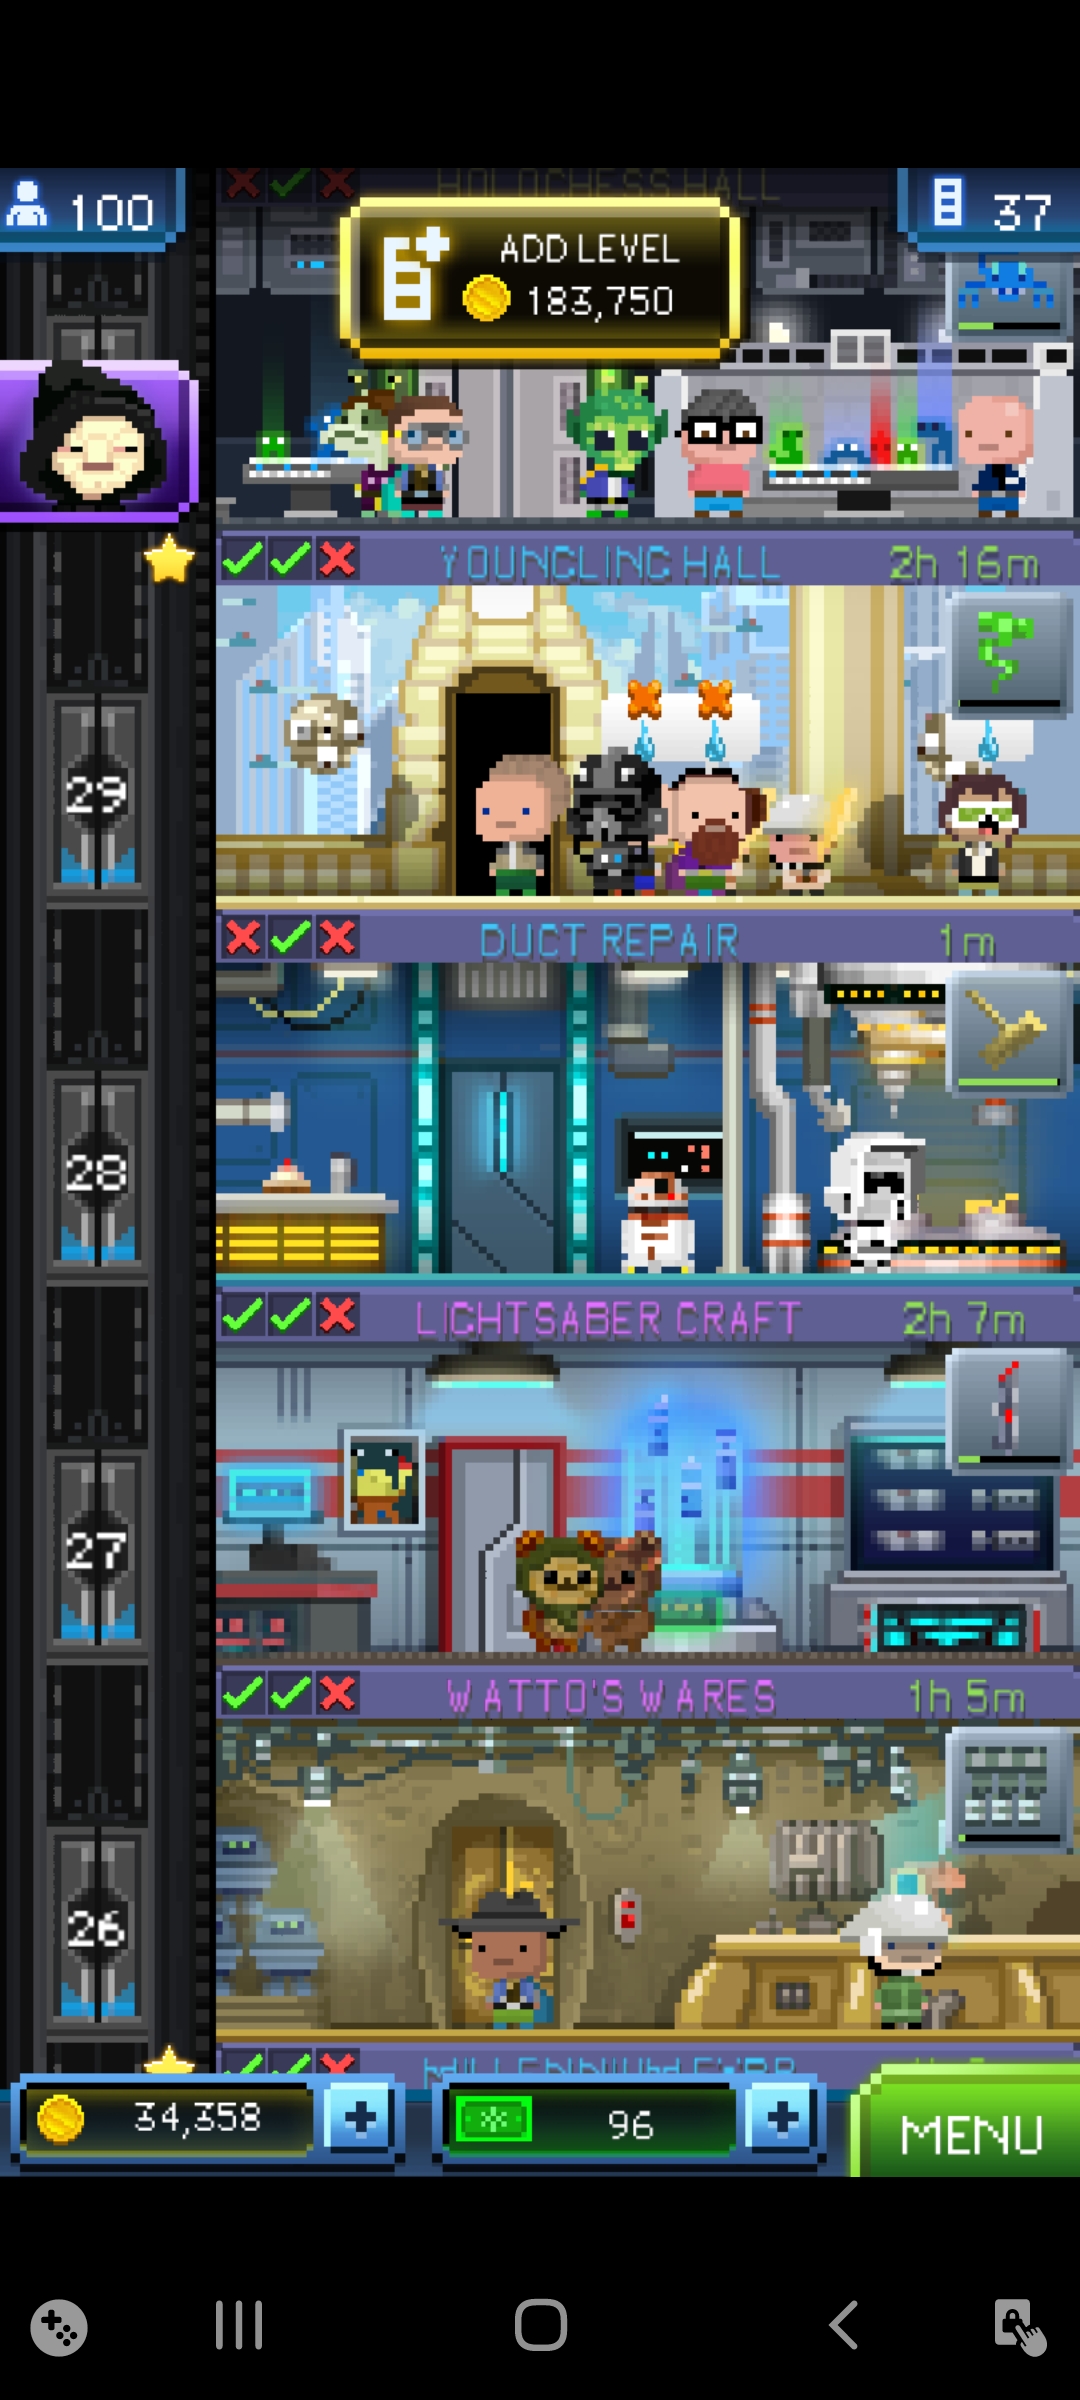 HOLOCHESS HALL
100
37
ADD LEVEL
183,750
YOUNGLING HALL 2h 16m
29
DUCT REPAIR 1m
28
LIGHTSABER CRAFT 2h 7m
27
WATTO'S WARES 1h 5m
26
34,358
96
MENU